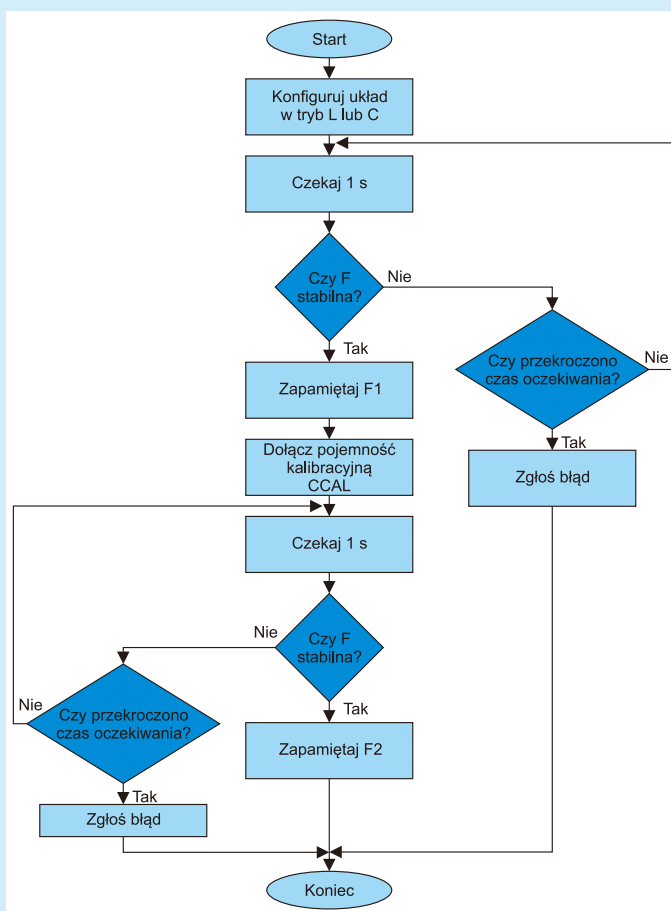 Start
Konfiguruj układ
w tryb L lub C
Czekaj 1 s
Czy F
stabilna?
Nie
Tak
Czy przekroczono
czas oczekiwania?
Nie
Tak
Zgłoś błąd
Zapamiętaj F1
Dołącz pojemność
kalibracyjną
CCAL
Czekaj 1 s
Czy F
stabilna?
Nie
Tak
Czy przekroczono
czas oczekiwania?
Nie
Tak
Zgłoś błąd
Zapamiętaj F2
Koniec